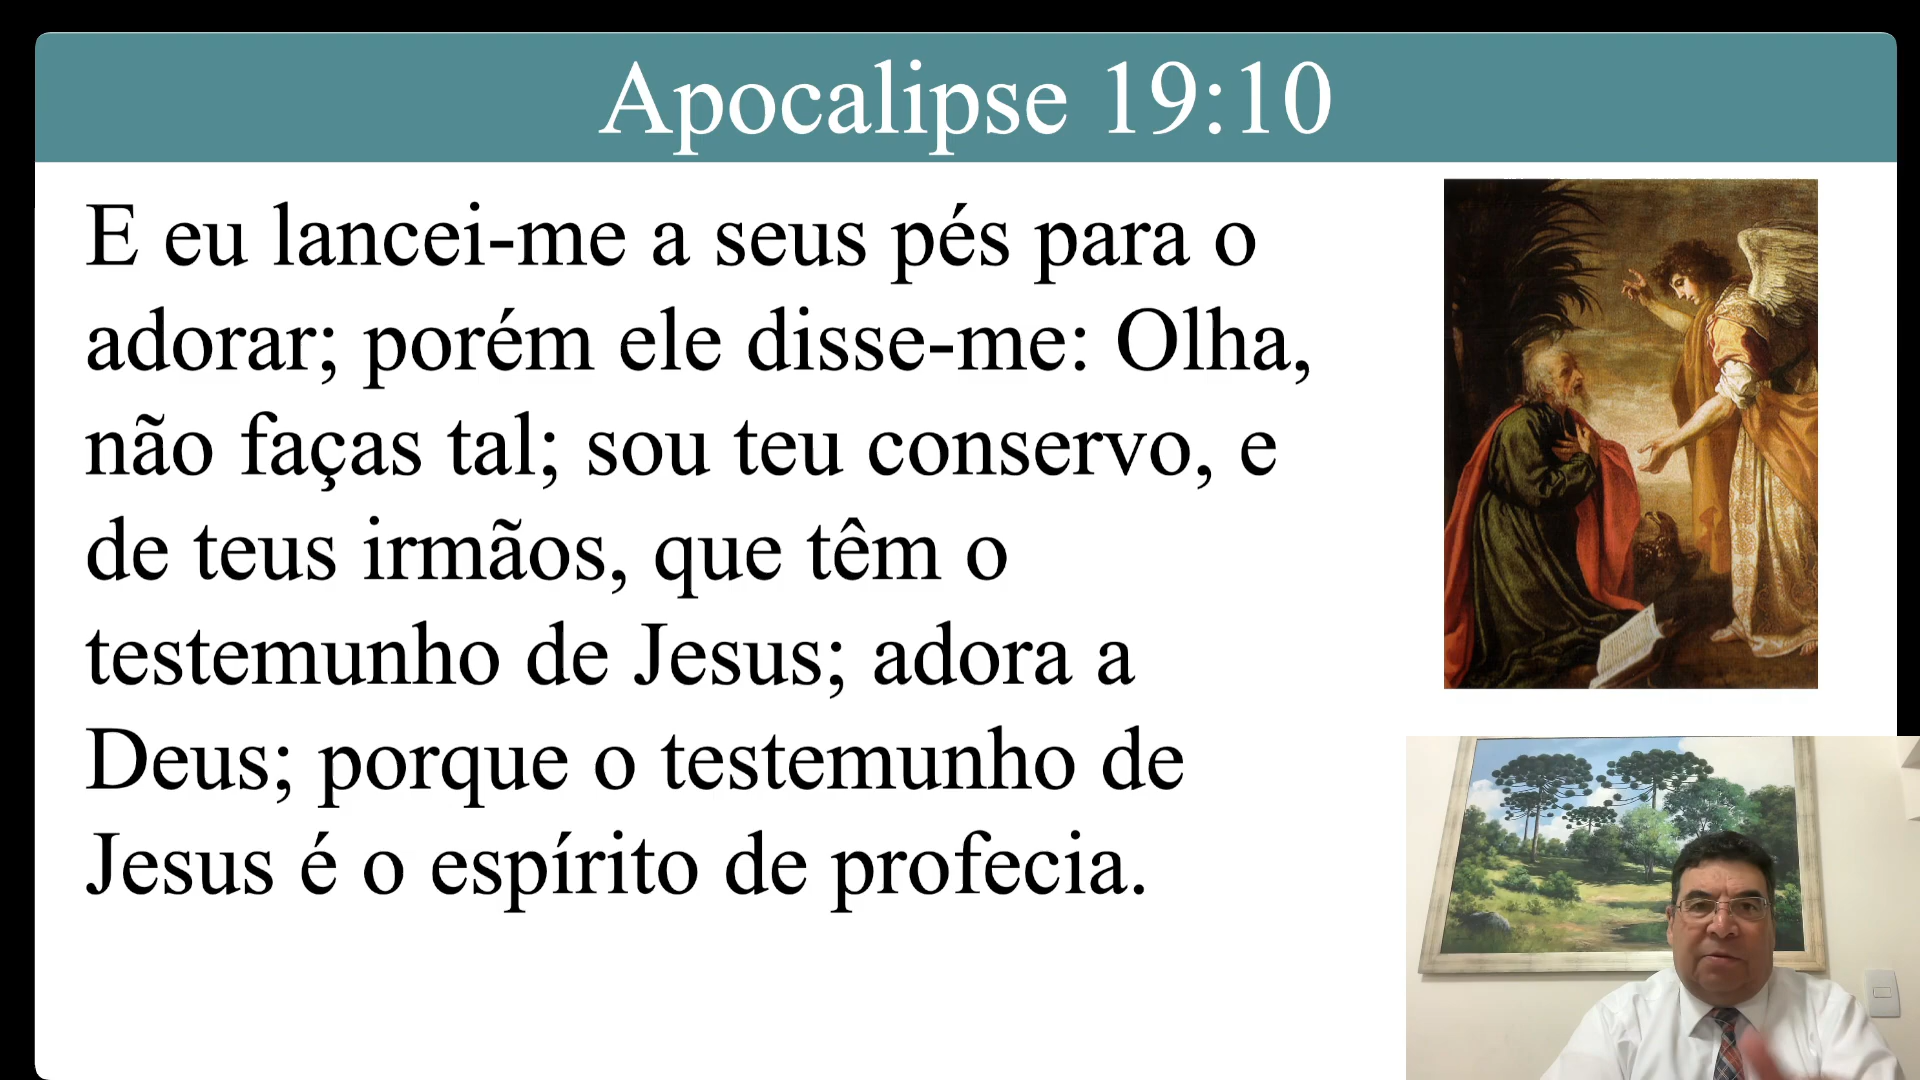 Apocalipse 19:10
E eu lancei-me a seus pés para o
adorar; porém ele disse-me: Olha,
não faças tal; sou teu conservo, e
de teus irmãos, que têm o
testemunho de Jesus; adora a
Deus; porque o testemunho de
Jesus é o espírito de profecia.